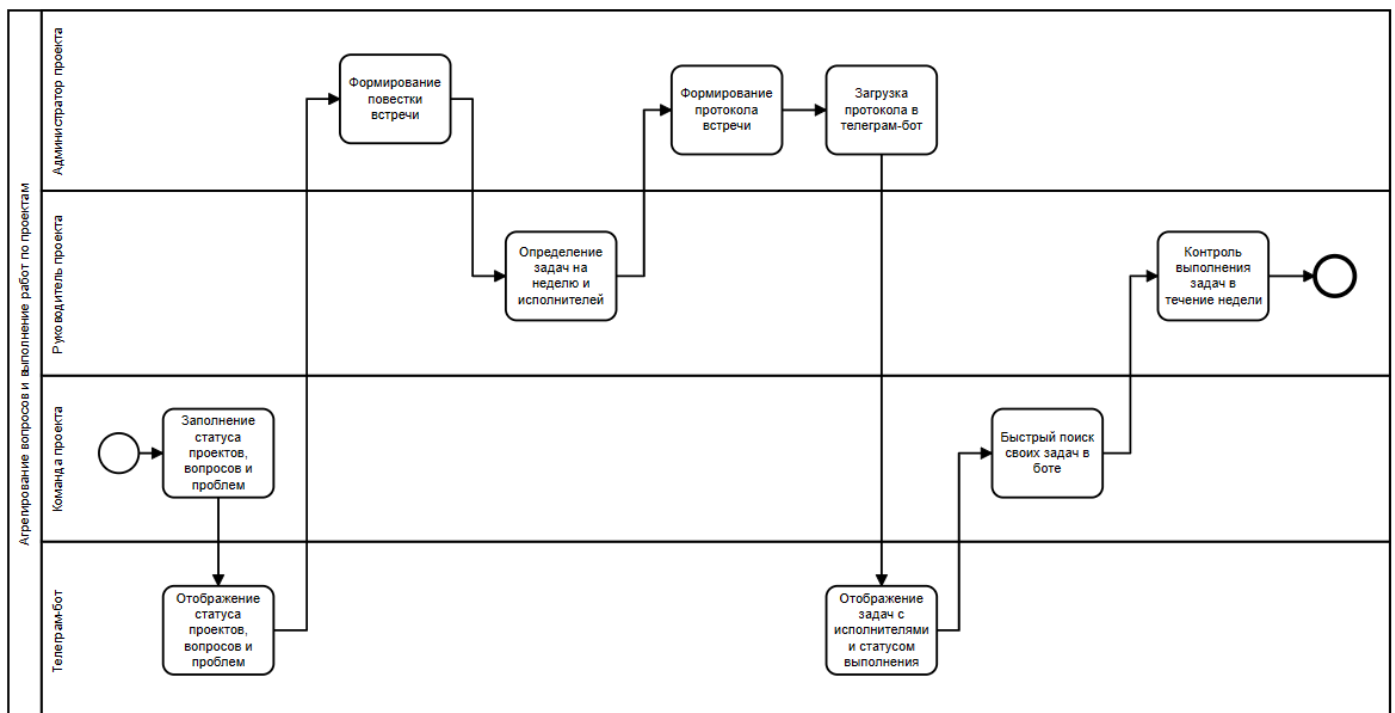 Агрегирование вопросов и выполнение работ по проектам
Администратор проекта
Формирование
повестки
встречи
Формирование
протокола
встречи
Загрузка
протокола в
телеграм-бот
Руководитель проекта
Определение
задач на
неделю и
исполнителей
Контроль
выполнения
задач в
течение недели
Команда проекта
Заполнение
статуса
проектов,
вопросов и
проблем
Быстрый поиск
своих задач в
боте
Телеграм-бот
Отображение
статуса
проектов,
вопросов и
проблем
Отображение
задач с
исполнителями
и статусом
выполнения